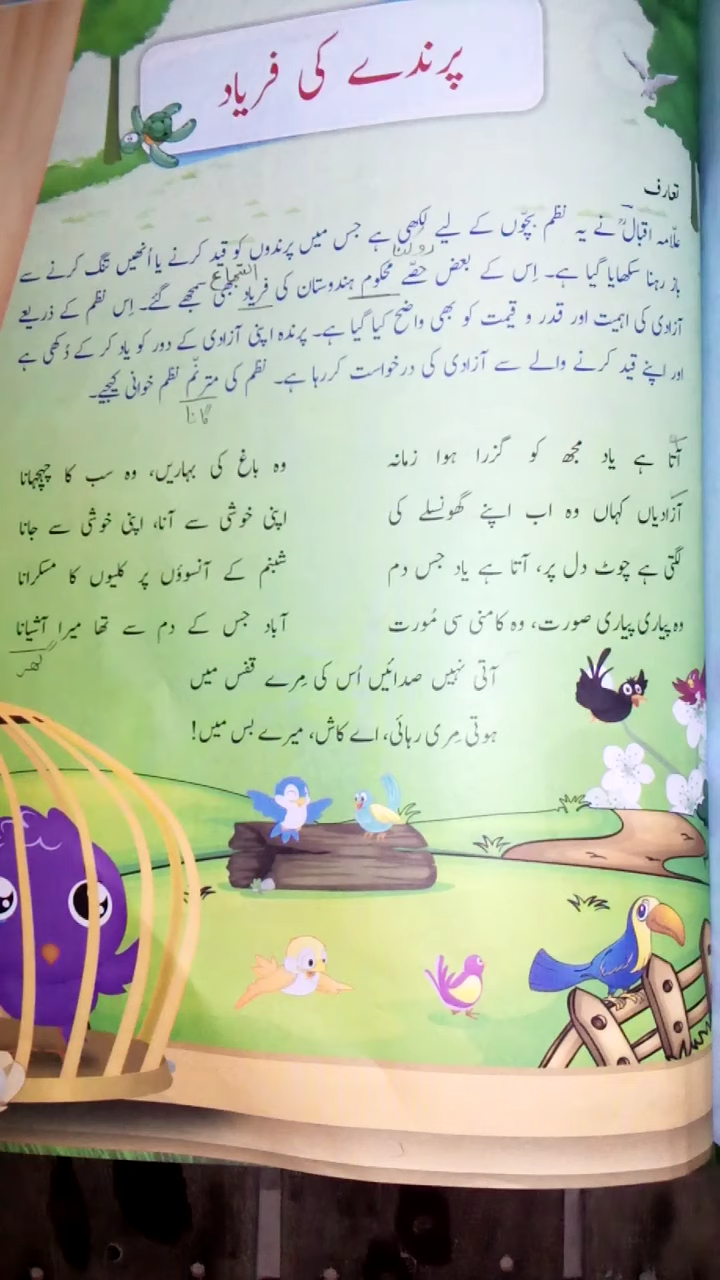 پرندے کی فریاد
تعارف
علّامہ اقبالؒ نے یہ نظم بچّوں کے لیے لکھی ہے جس میں پرندوں کو قید کرنے یا اُنھیں تنگ کرنے سے
باز رہنا سکھایا گیا ہے۔ اِس کے بعض حصّے محکوم ہندوستان کی فریاد سمجھے گئے۔ اِس نظم کے ذریعے
آزادی کی اہمیت اور قدر و قیمت کو بھی واضح کیا گیا ہے۔ پرندہ اپنی آزادی کے دور کو یاد کر کے دُکھی ہے
اور اپنے قید کرنے والے سے آزادی کی درخواست کر رہا ہے۔ نظم کی مترنّم نظم خوانی کیجیے۔
گانا
آتا ہے یاد مجھ کو گزرا ہوا زمانہ وہ باغ کی بہاریں، وہ سب کا چہچہانا
آزادیاں کہاں وہ اب اپنے گھونسلے کی اپنی خوشی سے آنا، اپنی خوشی سے جانا
لگتی ہے چوٹ دل پر، آتا ہے یاد جس دم شبنم کے آنسوؤں پر کلیوں کا مسکرانا
وہ پیاری پیاری صورت، وہ کامنی سی مُورت آباد جس کے دم سے تھا میرا آشیانا
گھر
آتی نہیں صدائیں اُس کی مِرے قفس میں
ہوتی مِری رہائی، اے کاش، میرے بس میں!